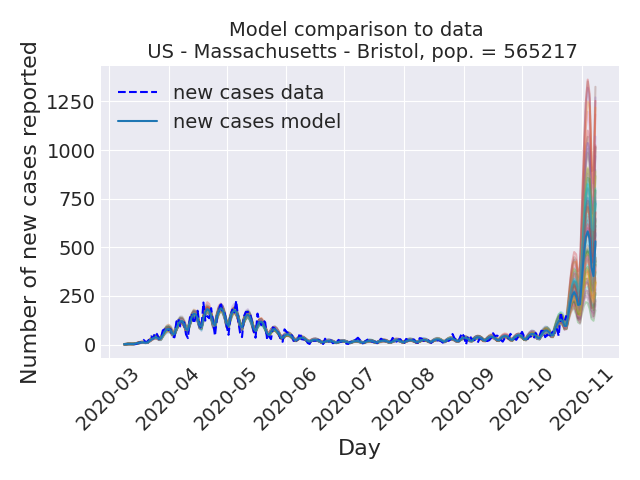 Model comparison to data
US - Massachusetts - Bristol, pop. = 565217
Number of new cases reported
1250
1000
750
500
250
0
new cases data
new cases model
2020-03
2020-04
2020-05
2020-06
2020-07
2020-08
2020-09
2020-10
2020-11
Day